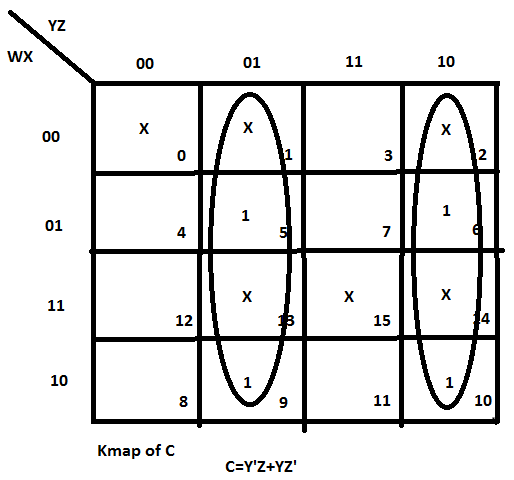 YZ
WX
00 01 11 10
00 X X X
0 1 3 2
01 1 1
4 5 7 6
11 X X X
12 13 15 14
10 1 1
8 9 11 10
Kmap of C
C=Y'Z+YZ'